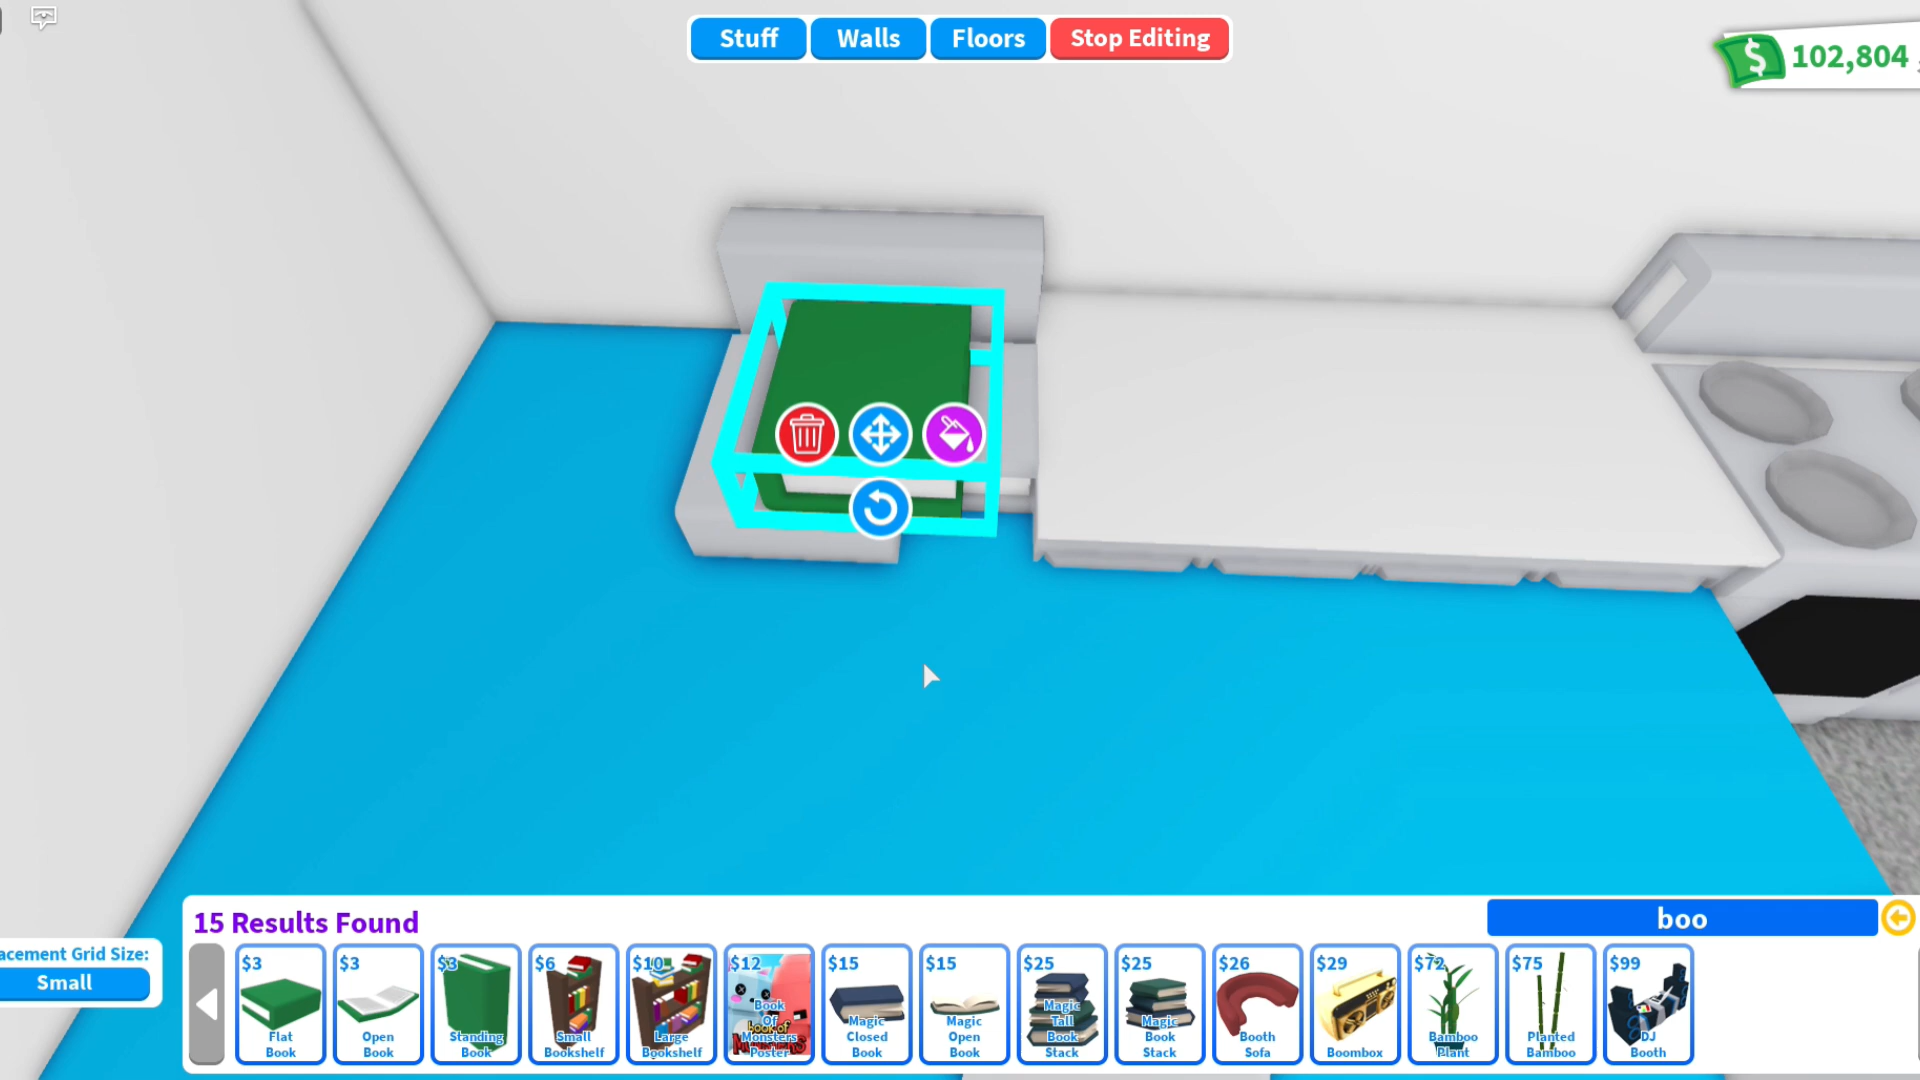 Stuff
Walls
Floors
Stop Editing
102,804
15 Results Found
boo
acement Grid Size:
Small
$3
Flat
Book
$3
Open
Book
$3
Standing
Book
$6
Small
Bookshelf
$10
Large
Bookshelf
$12
Book
Of
Monsters
Poster
$15
Magic
Closed
Book
$15
Magic
Open
Book
$25
Magic
Tall
Book
Stack
$25
Magic
Book
Stack
$26
Booth
Sofa
$29
Boombox
$72
Bamboo
Plant
$75
Planted
Bamboo
$99
DJ
Booth